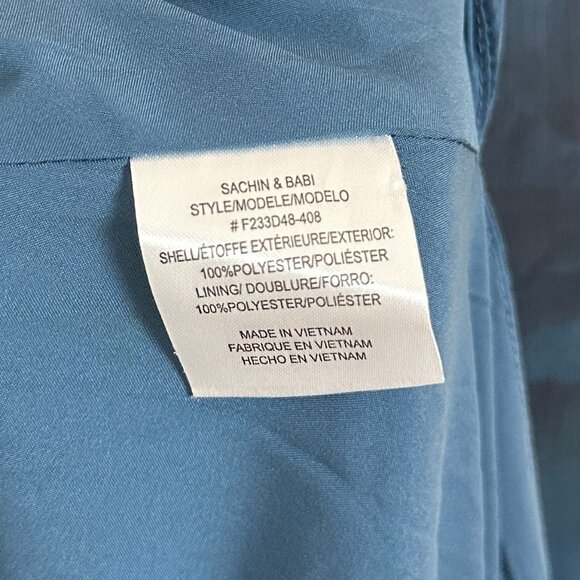 SACHIN & BABI
STYLE/MODELE/MODELO
# F233D48-408
SHELL/ÉTOFFE EXTÉRIEURE/EXTERIOR:
100%POLYESTER/POLIÉSTER
LINING/ DOUBLURE/FORRO:
100%POLYESTER/POLIÉSTER
MADE IN VIETNAM
FABRIQUE EN VIETNAM
HECHO EN VIETNAM